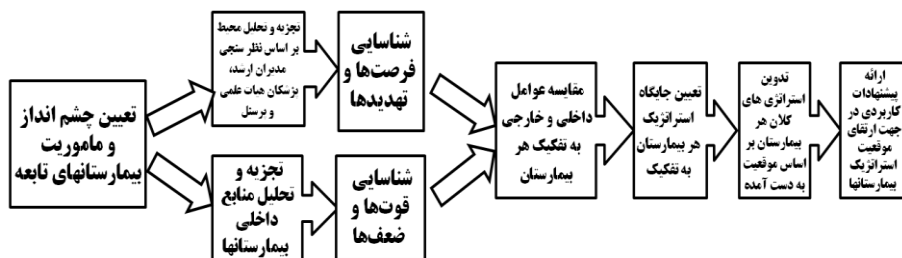 تعیین چشم انداز
و ماموریت
بیمارستانهای تابعه
تجزیه و تحلیل محیط
بر اساس نظر سنجی
مدیران ارشد،
پزشکان هیات علمی
و پرسنل
شناسایی
فرصت‌ها و
تهدیدها
تجزیه و
تحلیل منابع
داخلی
بیمارستانها
شناسایی
قوت‌ها و
ضعف‌ها
مقایسه عوامل
داخلی و خارجی
به تفکیک هر
بیمارستان
تعیین جایگاه
استراتژیک
هر بیمارستان
به تفکیک
تدوین
استراتژی های
کلان هر
بیمارستان بر
اساس موقعیت
به دست آمده
ارائه
پیشنهادات
کاربردی در
جهت ارتقای
موقعیت
استراتژیک
بیمارستانها